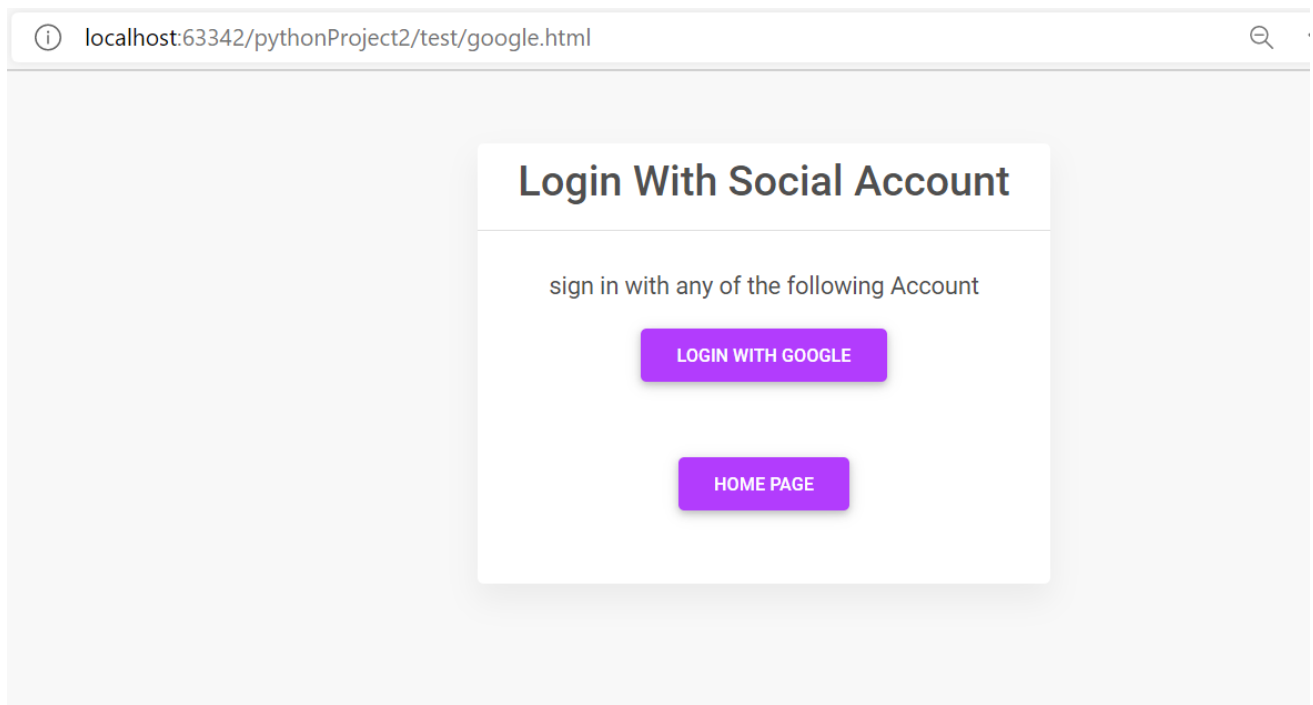 localhost:63342/pythonProject2/test/google.html
Login With Social Account
sign in with any of the following Account
LOGIN WITH GOOGLE
HOME PAGE